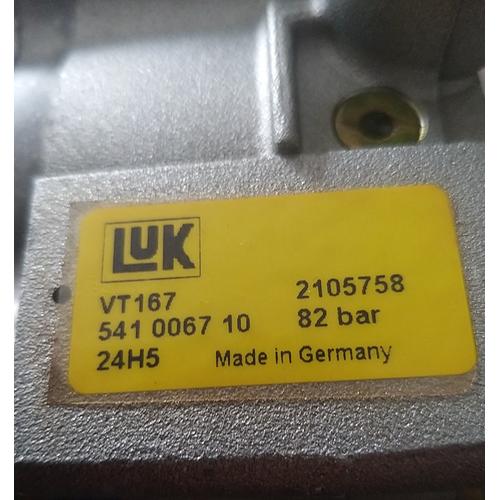 LUK
VT167 2105758
541 0067 10 82 bar
24H5 Made in Germany